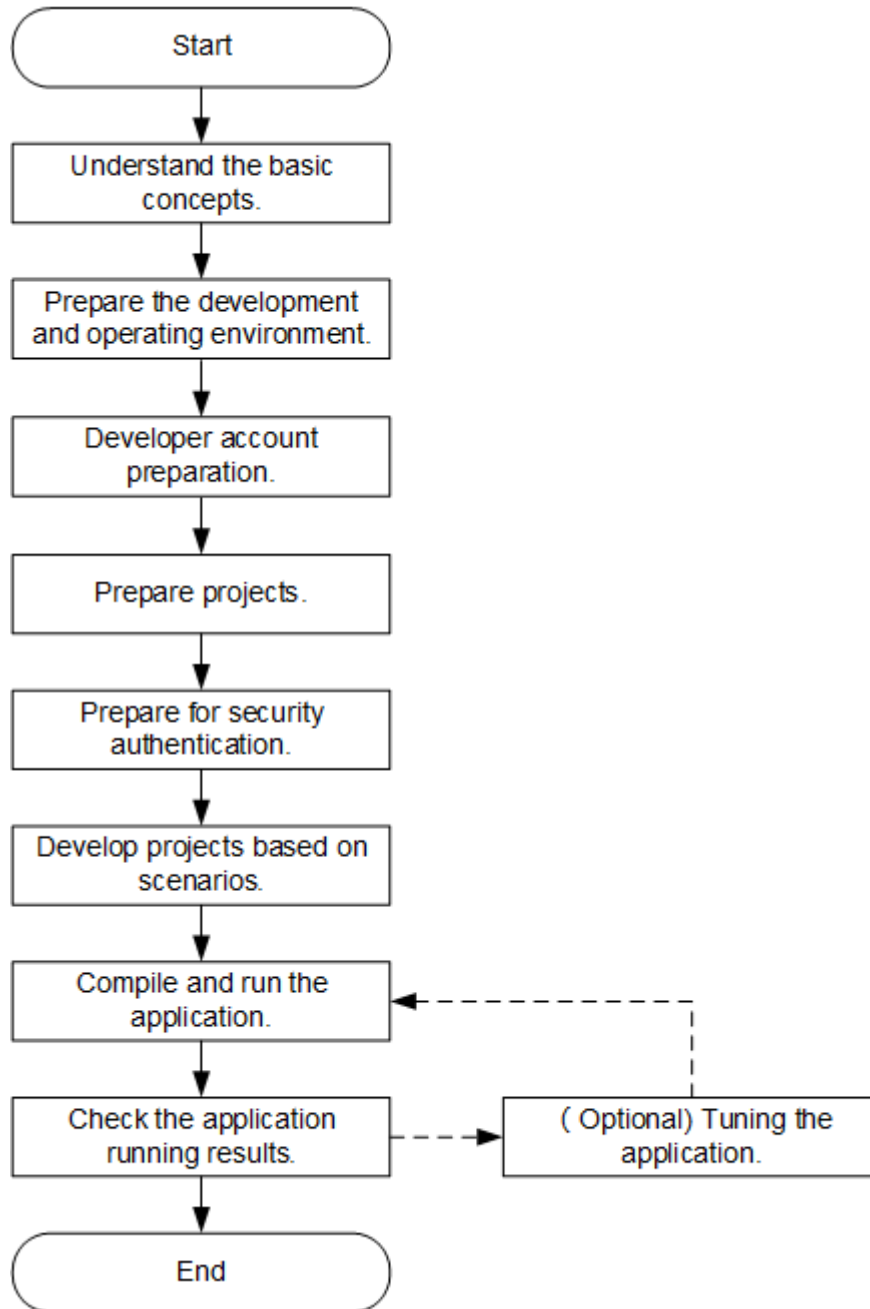 Start
Understand the basic
concepts.
Prepare the development
and operating environment.
Developer account
preparation.
Prepare projects.
Prepare for security
authentication.
Develop projects based on
scenarios.
Compile and run the
application.
Check the application
running results.
( Optional) Tuning the
application.
End